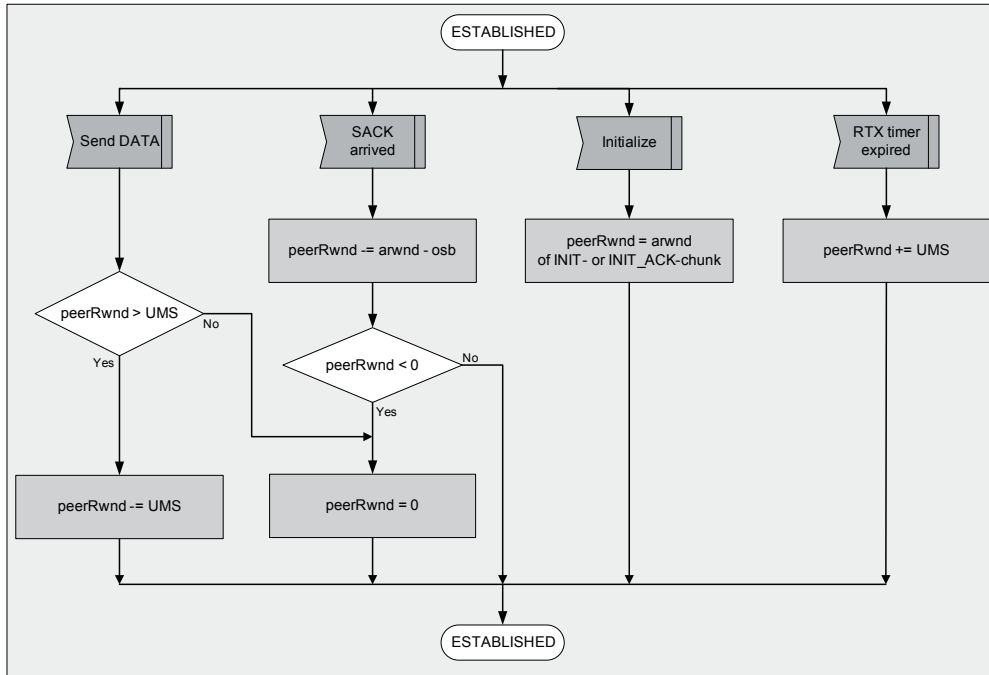 ESTABLISHED
Send DATA
SACK
arrived
Initialize
RTX timer
expired
peerRwnd -= arwnd - osb
peerRwnd = arwnd
of INIT- or INIT_ACK-chunk
peerRwnd += UMS
peerRwnd > UMS
No
Yes
peerRwnd < 0
No
Yes
peerRwnd -= UMS
peerRwnd = 0
ESTABLISHED